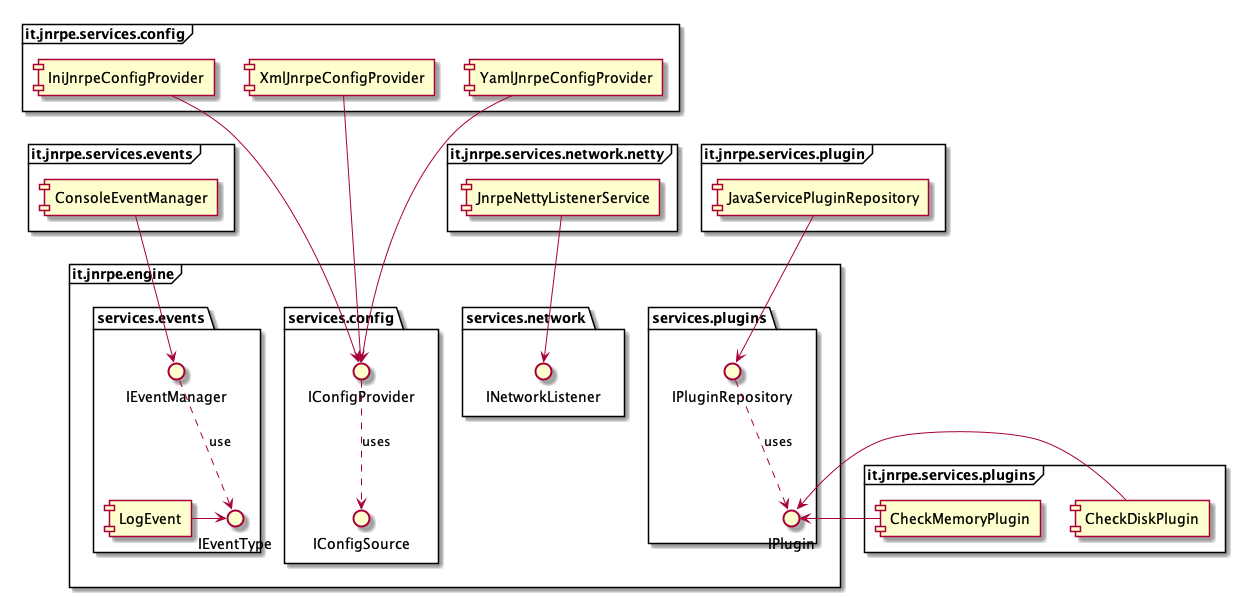 it.jnrpe.services.config
IniJnrpeConfigProvider
XmlJnrpeConfigProvider
YamlJnrpeConfigProvider
it.jnrpe.services.events
it.jnrpe.services.network.netty
it.jnrpe.services.plugin
ConsoleEventManager
JnrpeNettyListenerService
JavaServicePluginRepository
it.jnrpe.engine
services.events
services.config
services.network
services.plugins
IEventManager
IConfigProvider
INetworkListener
IPluginRepository
use
uses
uses
it.jnrpe.services.plugins
LogEvent
CheckMemoryPlugin
CheckDiskPlugin
IEventType
IConfigSource
IPlugin